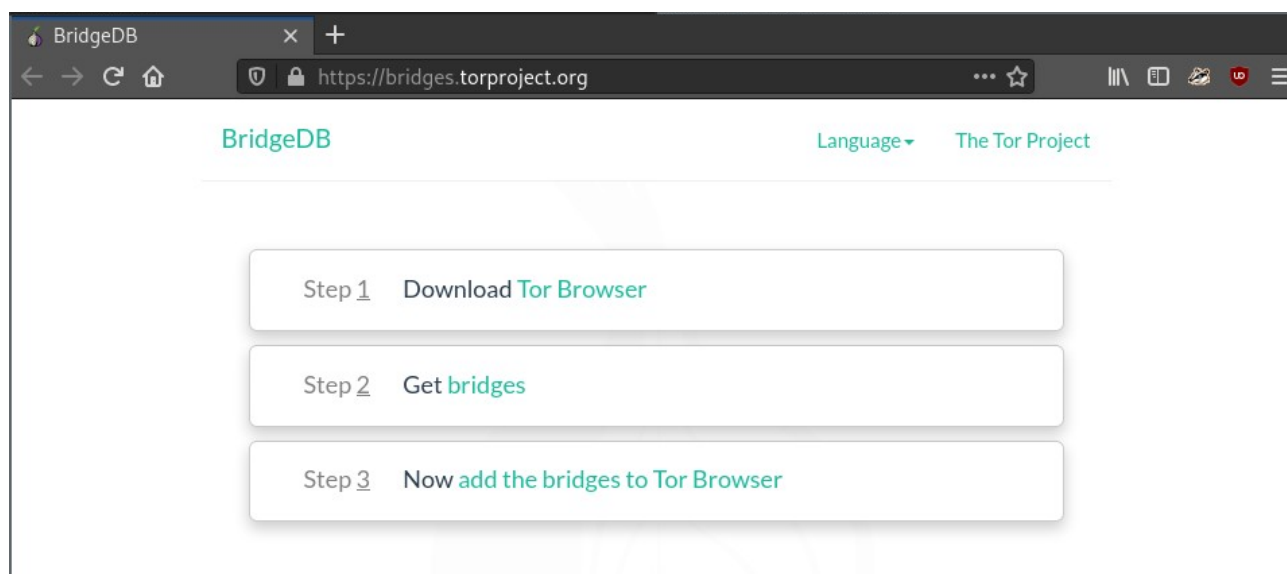 BridgeDB
https://bridges.torproject.org
BridgeDB Language The Tor Project
Step 1 Download Tor Browser
Step 2 Get bridges
Step 3 Now add the bridges to Tor Browser